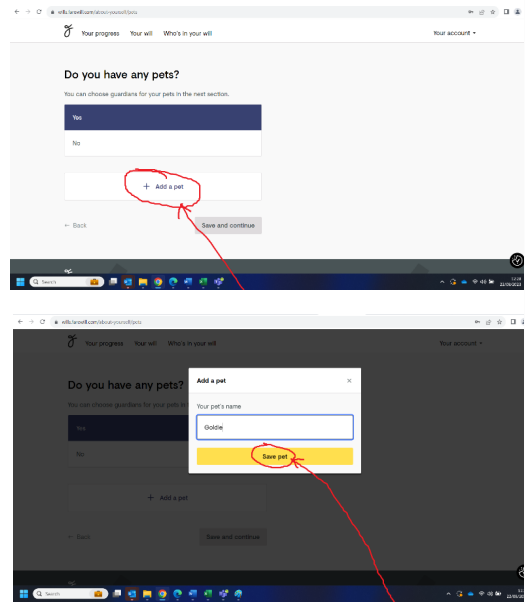 wills.farewill.com/about-yourself/pets
Your progress Your will Who's in your will Your account
Do you have any pets?
You can choose guardians for your pets in the next section.
Yes
No
+ Add a pet
← Back Save and continue
Search
22/09/2023
wills.farewill.com/about-yourself/pets
Your progress Your will Who's in your will Your account
Do you have any pets?
You can choose guardians for your pets in
Yes
No
+ Add a pet
← Back Save and continue
Add a pet ×
Your pet's name
Goldie
Save pet
Search